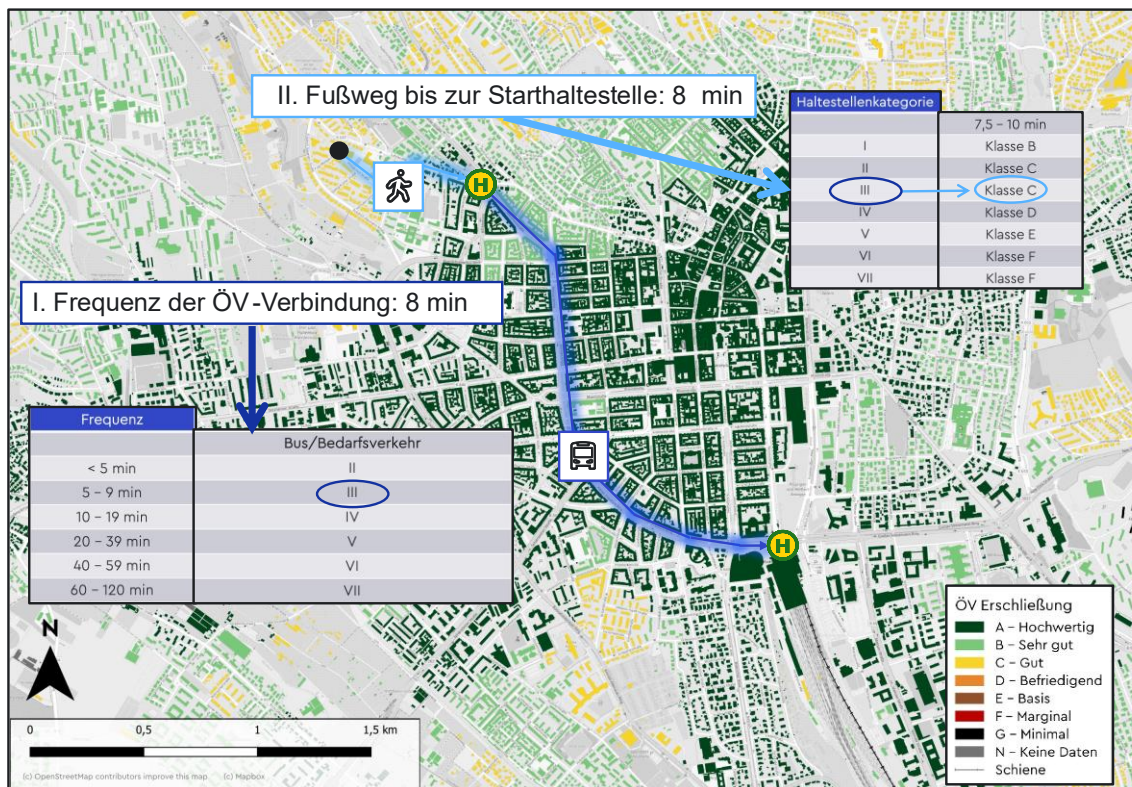 II. Fußweg bis zur Starthaltestelle: 8 min
Haltestellenkategorie
7,5 – 10 min
I Klasse B
II Klasse C
III Klasse C
IV Klasse D
V Klasse E
VI Klasse F
VII Klasse F
H
I. Frequenz der ÖV-Verbindung: 8 min
Frequenz
Bus/Bedarfsverkehr
< 5 min II
5 – 9 min III
10 – 19 min IV
20 – 39 min V
40 – 59 min VI
60 – 120 min VII
H
N
0 0,5 1 1,5 km
(c) OpenStreetMap contributors improve this map (c) Mapbox
ÖV Erschließung
A – Hochwertig
B – Sehr gut
C – Gut
D – Befriedigend
E – Basis
F – Marginal
G – Minimal
N – Keine Daten
Schiene